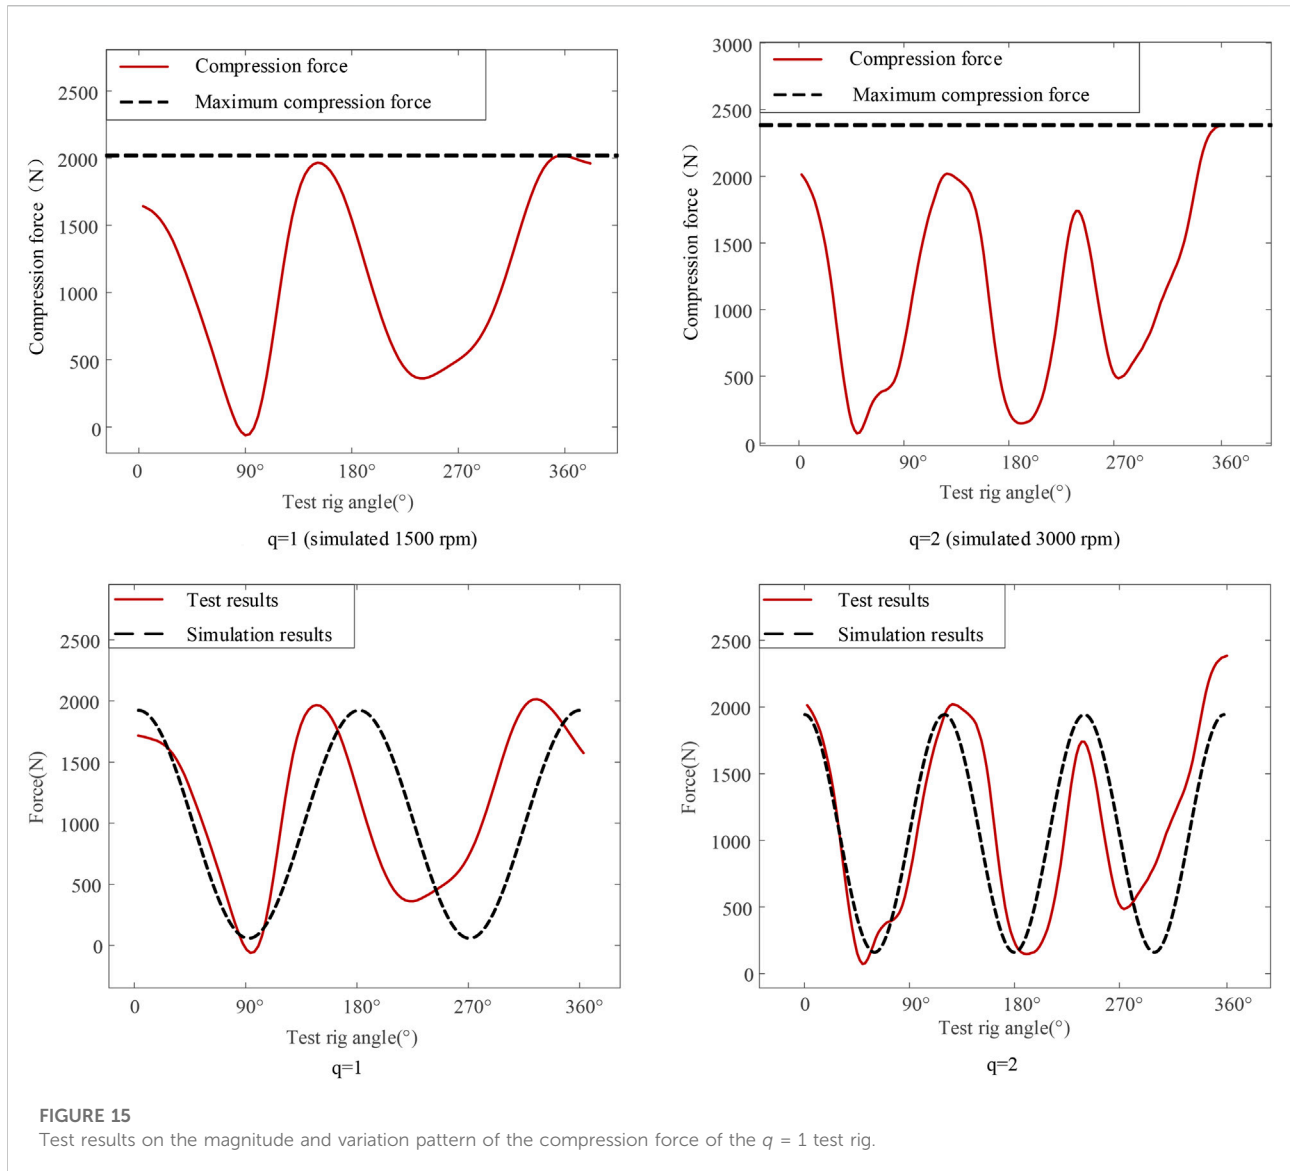 Compression force
Maximum compression force
2500
2000
1500
1000
500
0
Compression force（N）
0
90°
180°
270°
360°
Test rig angle(°)
q=1 (simulated 1500 rpm)
3000
Compression force
Maximum compression force
2500
2000
1500
1000
500
0
Compression force（N）
0
90°
180°
270°
360°
Test rig angle(°)
q=2 (simulated 3000 rpm)
Test results
Simulation results
2500
2000
1500
1000
500
0
Force(N)
0
90°
180°
270°
360°
Test rig angle(°)
q=1
Test results
Simulation results
2500
2000
1500
1000
500
0
Force(N)
0
90°
180°
270°
360°
Test rig angle(°)
q=2
FIGURE 15
Test results on the magnitude and variation pattern of the compression force of the q = 1 test rig.